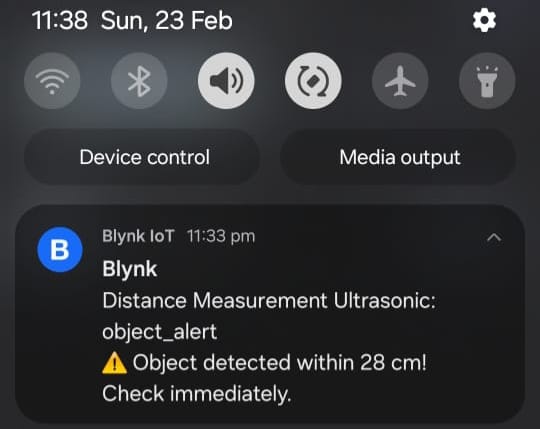 11:38 Sun, 23 Feb
Device control
Media output
B
Blynk IoT 11:33 pm
Blynk
Distance Measurement Ultrasonic:
object_alert
⚠️ Object detected within 28 cm!
Check immediately.